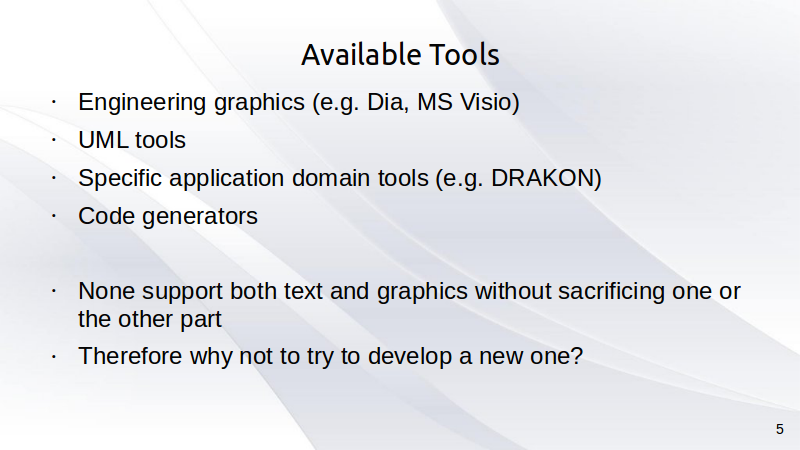 Available Tools
• Engineering graphics (e.g. Dia, MS Visio)
• UML tools
• Specific application domain tools (e.g. DRAKON)
• Code generators
• None support both text and graphics without sacrificing one or
the other part
• Therefore why not to try to develop a new one?
5